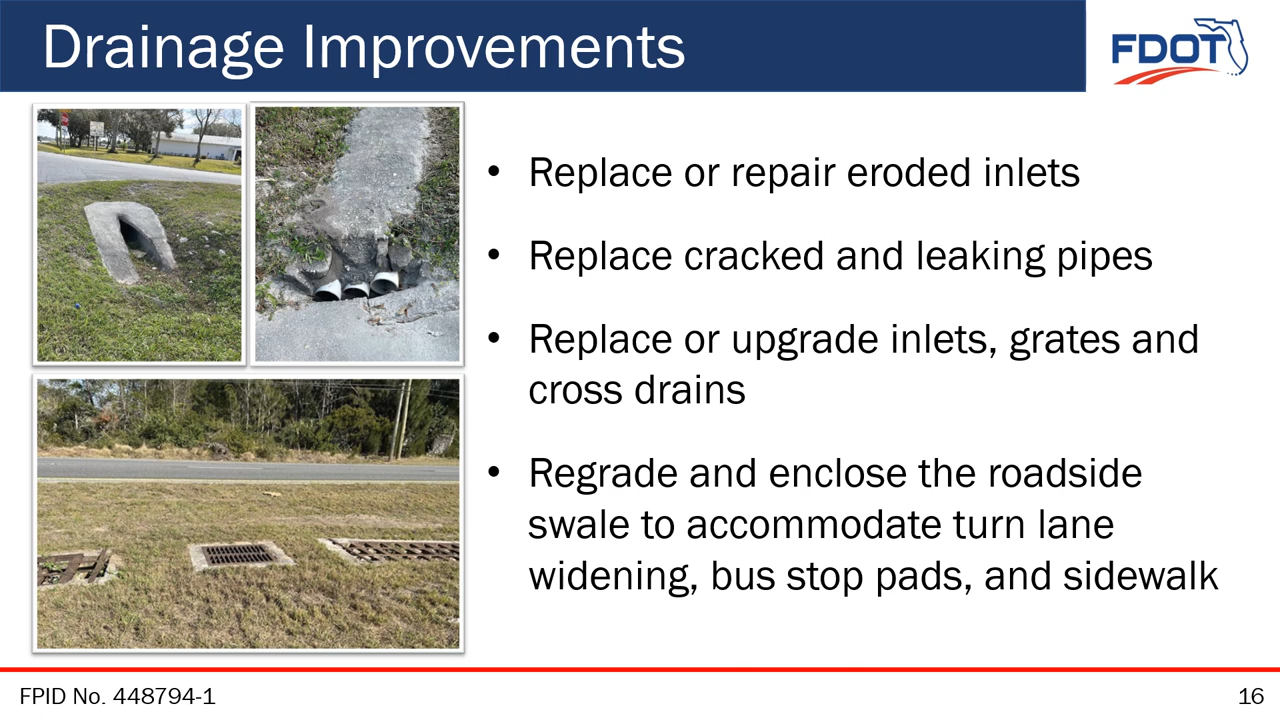 Drainage Improvements
FDOT
• Replace or repair eroded inlets
• Replace cracked and leaking pipes
• Replace or upgrade inlets, grates and
cross drains
• Regrade and enclose the roadside
swale to accommodate turn lane
widening, bus stop pads, and sidewalk
FPID No. 448794-1
16